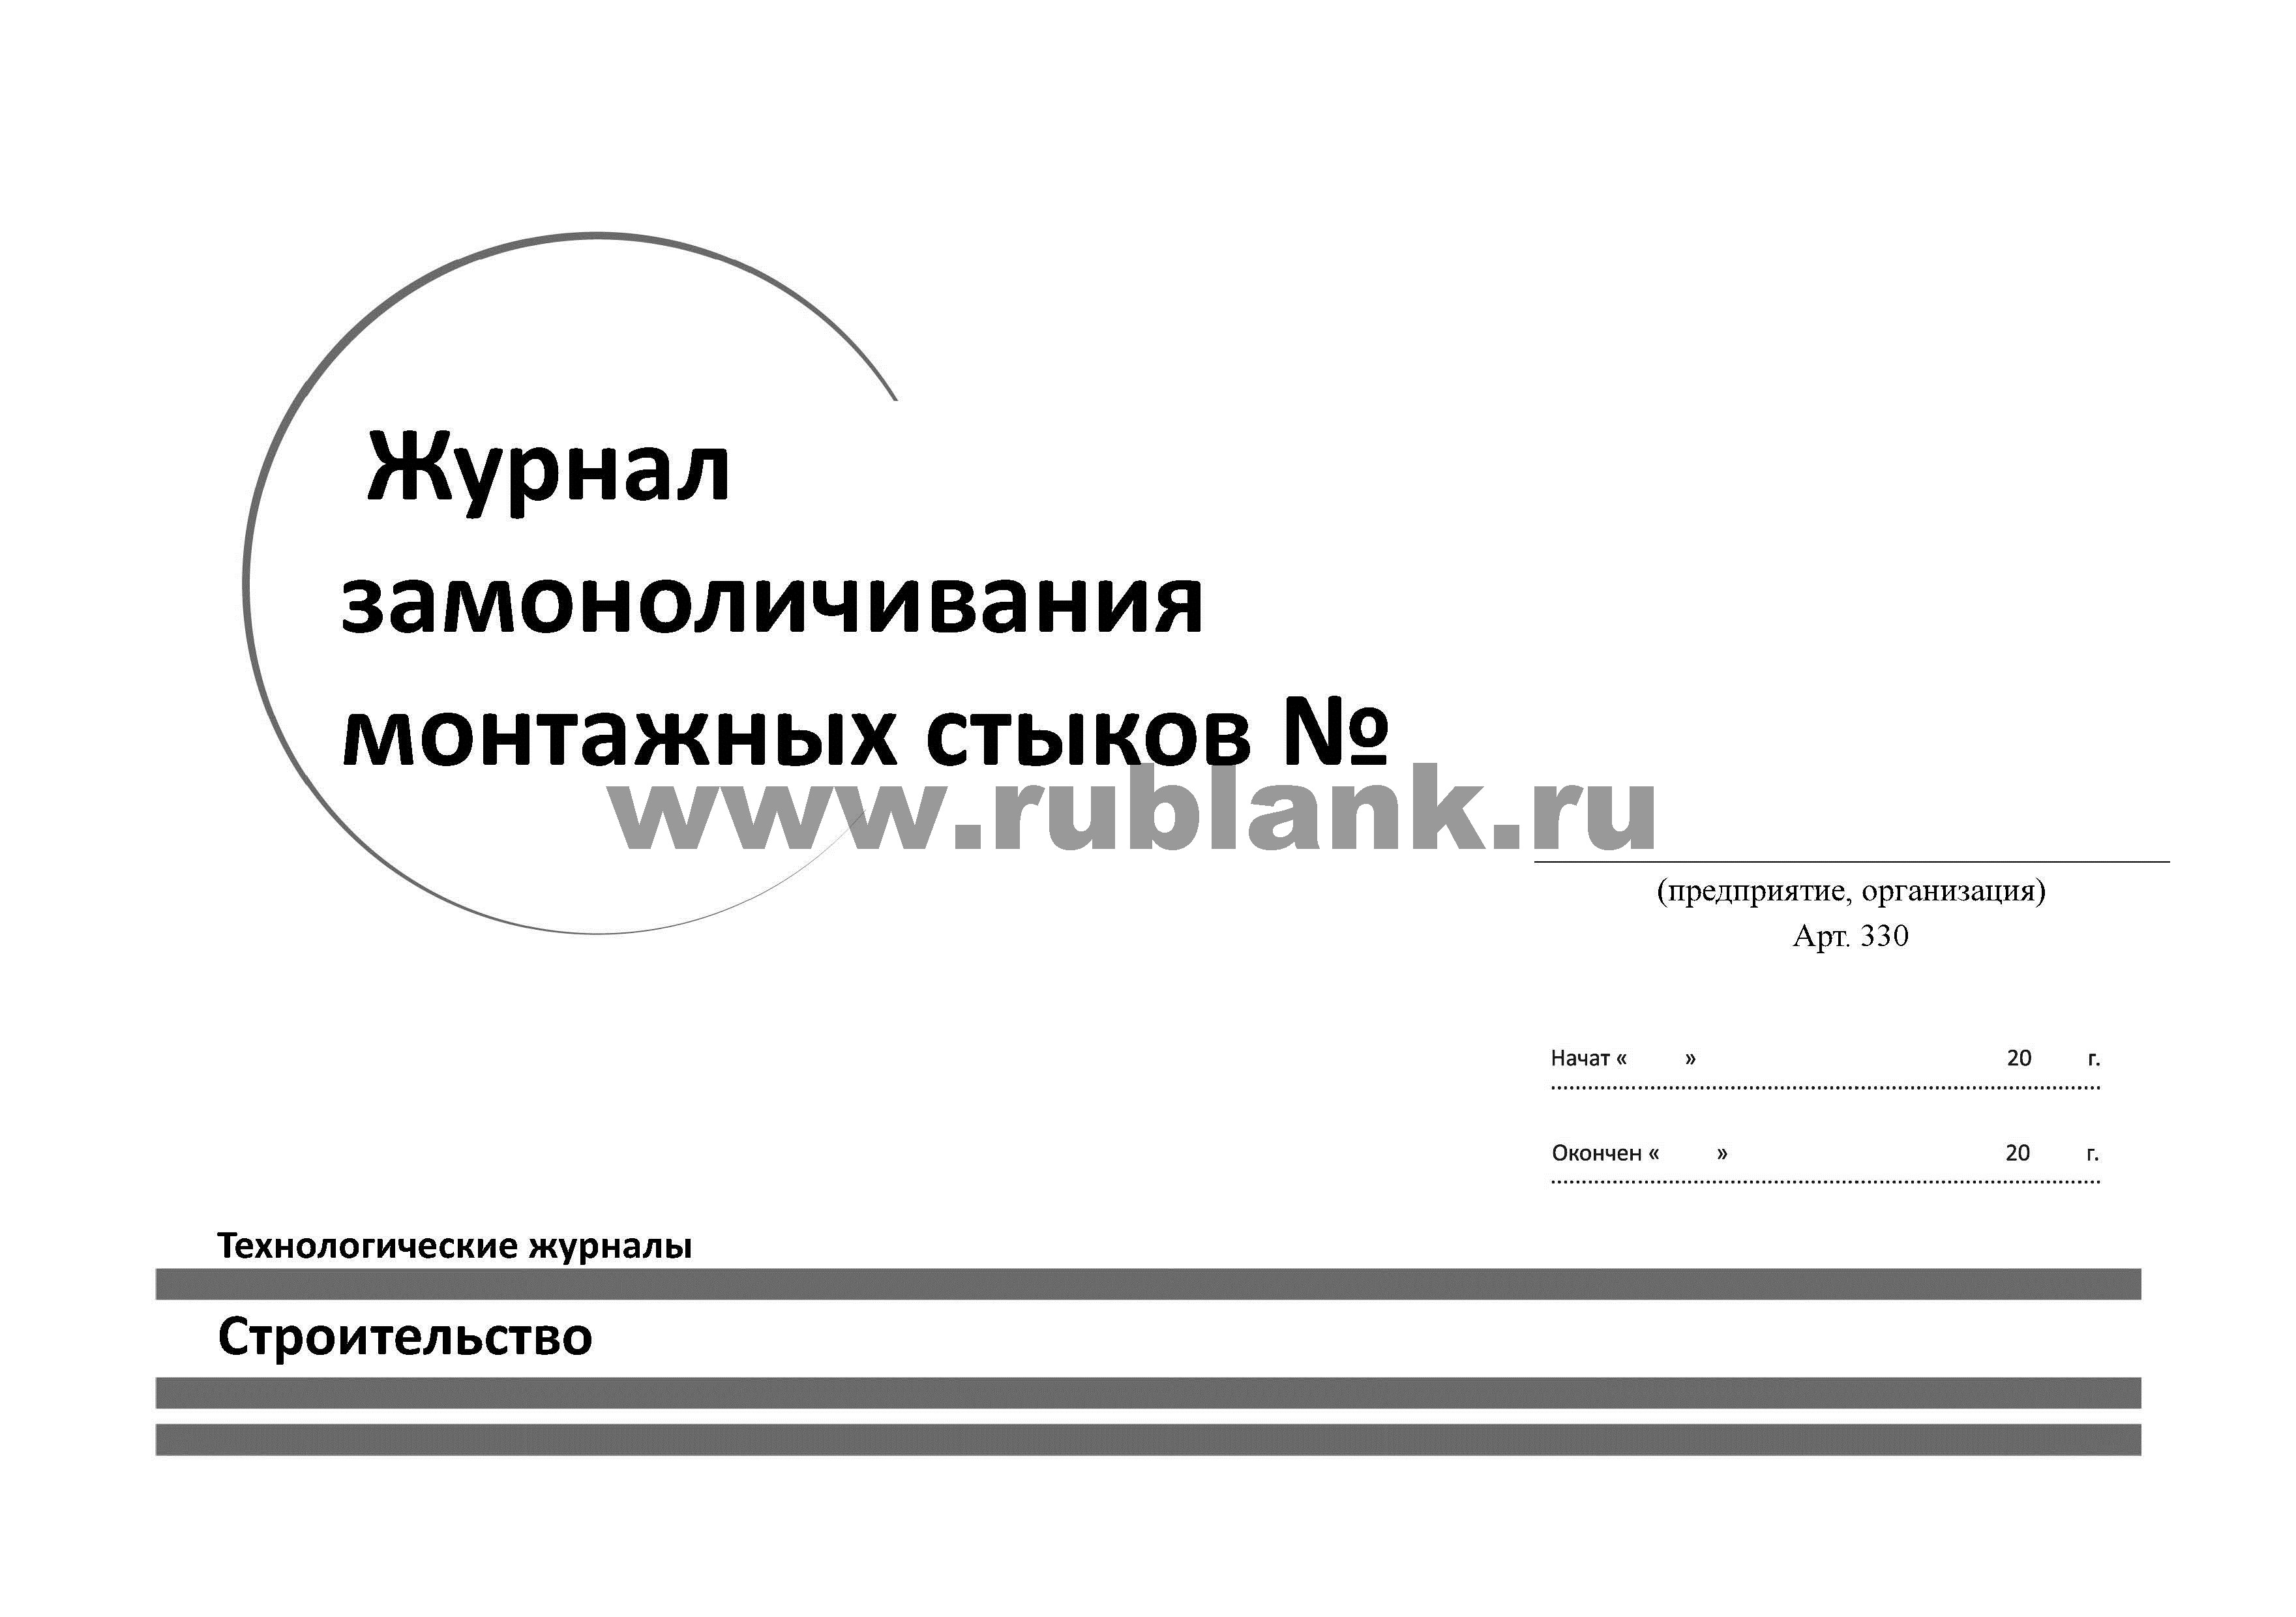 Журнал
замоноличивания
монтажных стыков №
www.rublank.ru
(предприятие, организация)
Арт. 330
Начат « » 20 г.
Окончен « » 20 г.
Технологические журналы
Строительство